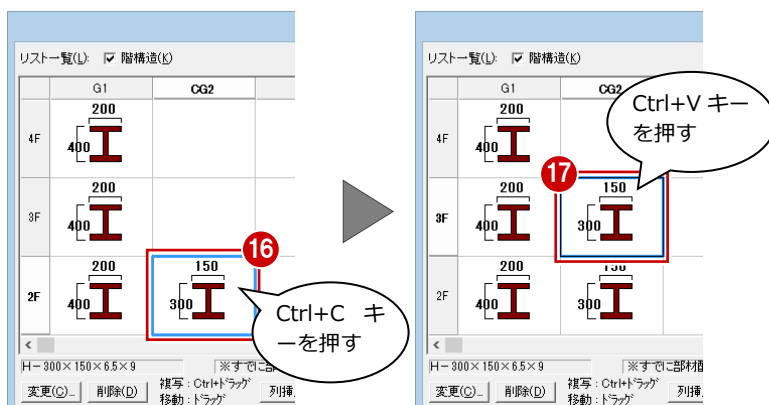 リスト一覧(L): 階構造(K)
G1 CG2
4F 200 400
3F 200 400
2F 200 400 150 300
16
Ctrl+C キ
ーを押す
<
H-300×150×6.5×9 ※すでに
変更(C)... 削除(D) 複写:Ctrl+ドラッグ
移動:ドラッグ 列挿
リスト一覧(L): 階構造(K)
G1 CG2
Ctrl+V キー
を押す
4F 200 400
17
3F 200 400 150 300
2F 200 400 150 300
<
H-300×150×6.5×9 ※すでに部材
変更(C)... 削除(D) 複写:Ctrl+ドラッグ
移動:ドラッグ 列挿